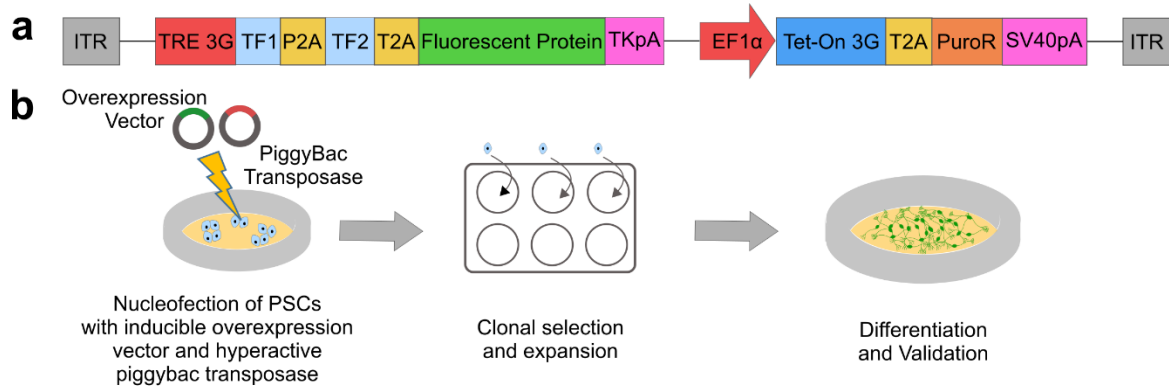 a
ITR TRE 3G TF1 P2A TF2 T2A Fluorescent Protein TKpA EF1α Tet-On 3G T2A PuroR SV40pA ITR
b
Overexpression
Vector
PiggyBac
Transposase
Nucleofection of PSCs
with inducible overexpression
vector and hyperactive
piggybac transposase
Clonal selection
and expansion
Differentiation
and Validation